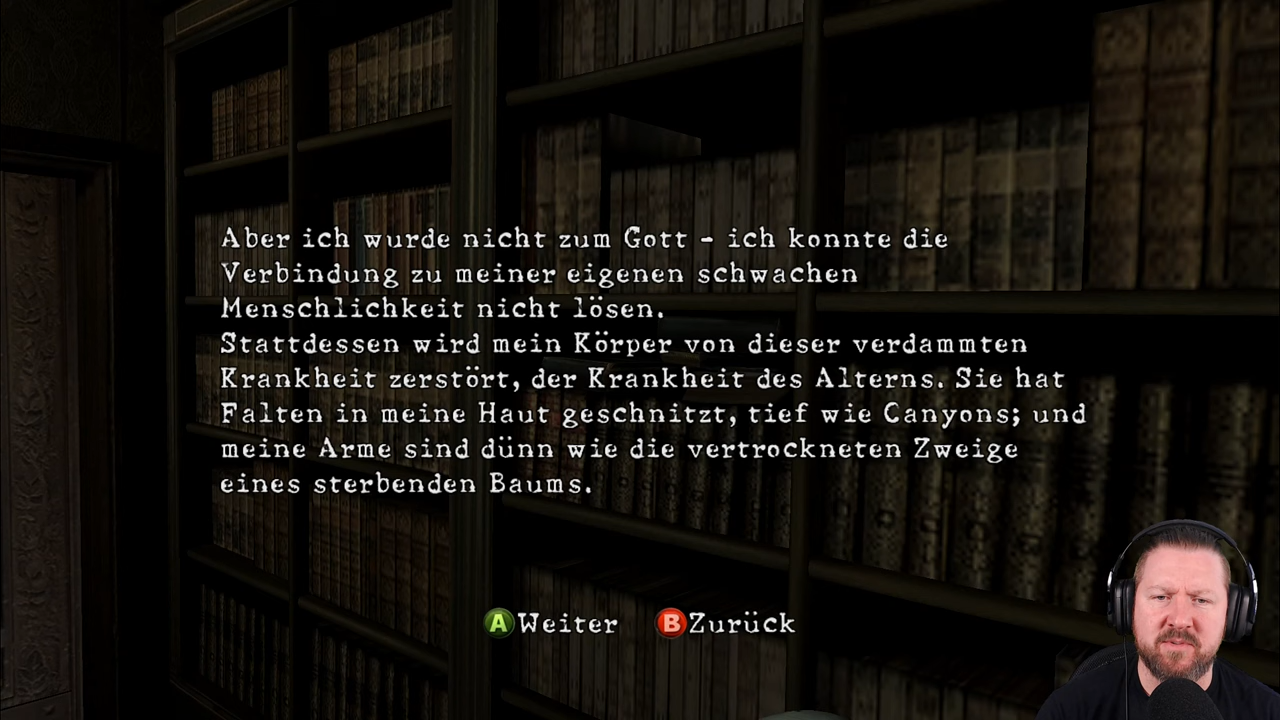 Aber ich wurde nicht zum Gott - ich konnte die
Verbindung zu meiner eigenen schwachen
Menschlichkeit nicht lösen.
Stattdessen wird mein Körper von dieser verdammten
Krankheit zerstört, der Krankheit des Alterns. Sie hat
Falten in meine Haut geschnitzt, tief wie Canyons; und
meine Arme sind dünn wie die vertrockneten Zweige
eines sterbenden Baums.
A Weiter B Zurück